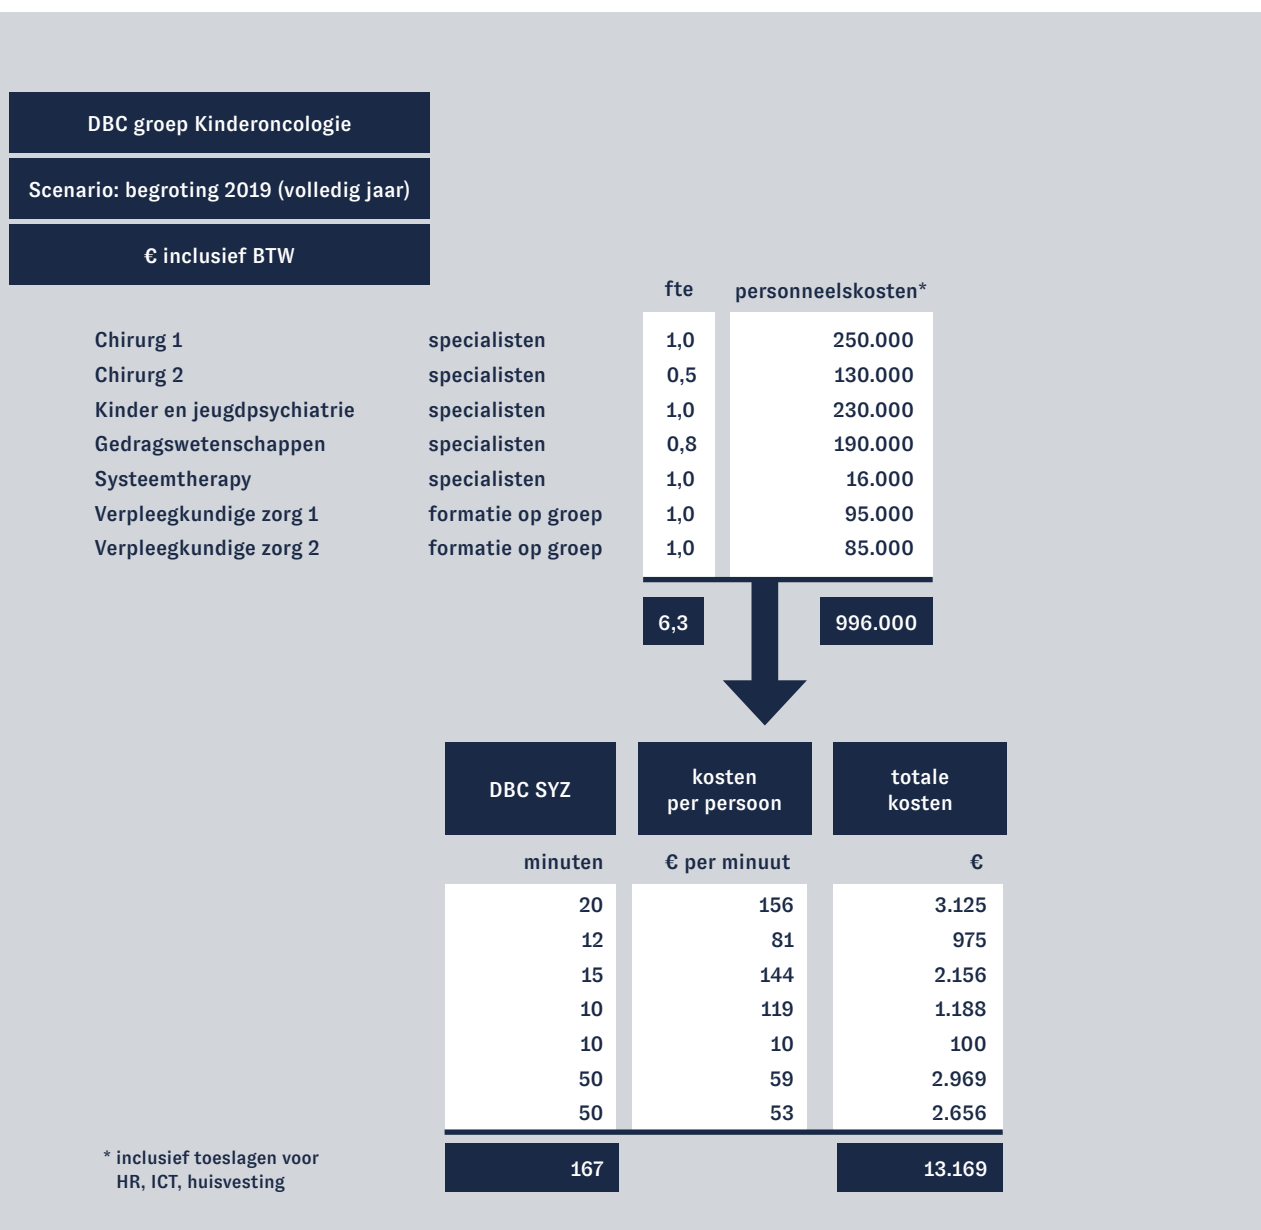 DBC groep Kinderoncologie
Scenario: begroting 2019 (volledig jaar)
€ inclusief BTW
fte personneelskosten*
Chirurg 1 specialisten 1,0 250.000
Chirurg 2 specialisten 0,5 130.000
Kinder en jeugdpsychiatrie specialisten 1,0 230.000
Gedragswetenschappen specialisten 0,8 190.000
Systeemtherapy specialisten 1,0 16.000
Verpleegkundige zorg 1 formatie op groep 1,0 95.000
Verpleegkundige zorg 2 formatie op groep 1,0 85.000
6,3 996.000
DBC SYZ
kosten
per persoon
totale
kosten
minuten € per minuut €
20 156 3.125
12 81 975
15 144 2.156
10 119 1.188
10 10 100
50 59 2.969
50 53 2.656
167 13.169
* inclusief toeslagen voor
HR, ICT, huisvesting